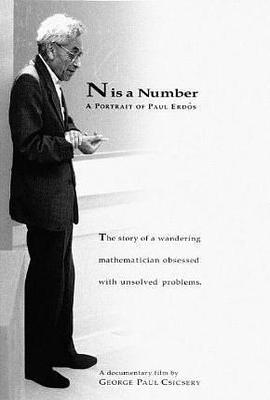 N is a Number
A Portrait of Paul Erdős
The story of a wandering
mathematician obsessed
with unsolved problems.
A documentary film by
George Paul Csicsery